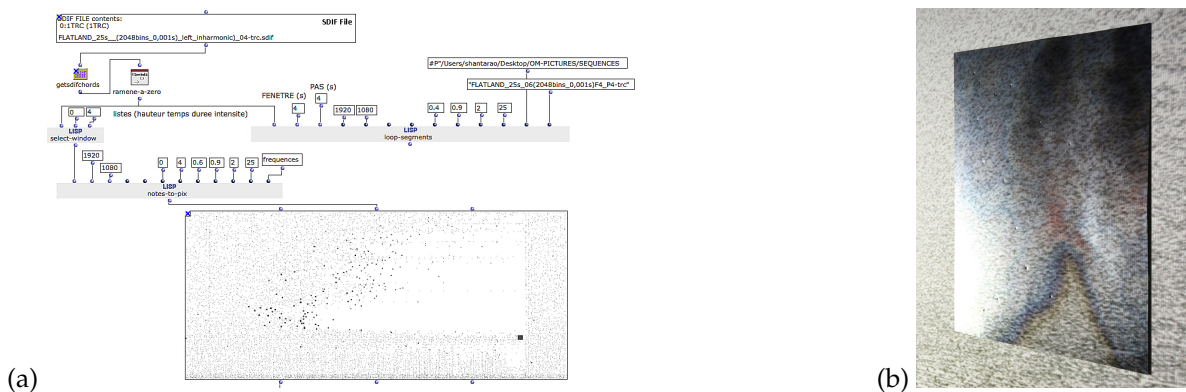 SDIF FILE contents:
SDIF File
0:1TRC (1TRC)
FLATLAND_25s__(2048bins_0,001s)_left_inharmonic)_04-trc.sdif
#P"/Users/shantarao/Desktop/OM-PICTURES/SEQUENCES
getsdifchords
ramene-a-zero
"FLATLAND_25s_06(2048bins_0,001s)F4_P4-trc"
PAS (s)
FENETRE (s)
4
4
1920
1080
0.4
0.9
2
25
0
4
listes (hauteur temps duree intensite)
LISP
select-window
LISP
loop-segments
1920
1080
0
4
0.6
0.9
2
25
frequences
LISP
notes-to-pix
(a)
(b)